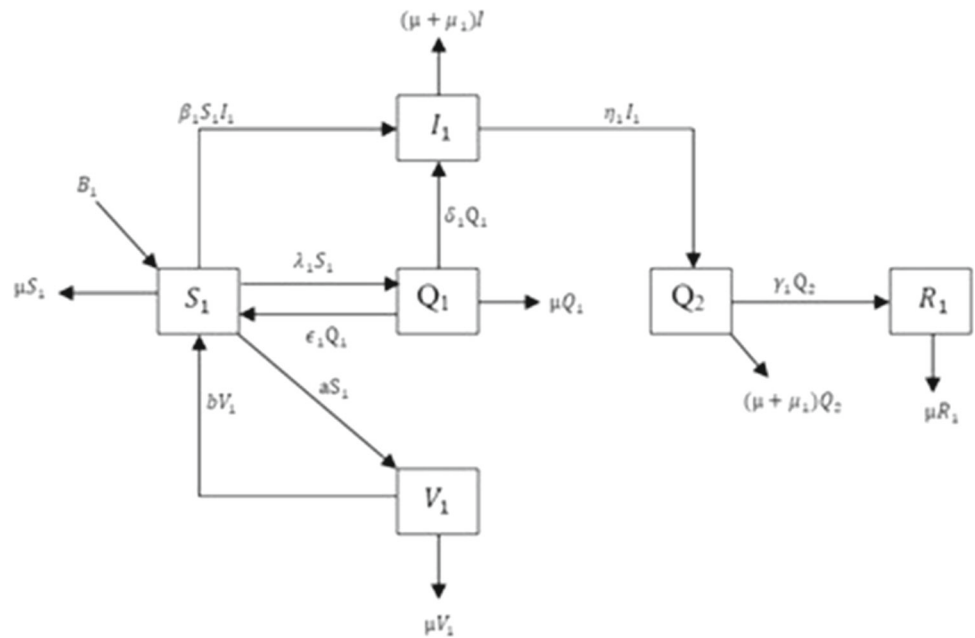 (μ + μ₁)I
β₁S₁I₁
I₁
η₁I₁
B₁
δ₁Q₁
λ₁S₁
μS₁
S₁
Q₁
μQ₁
Q₂
γ₁Q₂
R₁
ϵ₁Q₁
bV₁
aS₁
(μ + μ₁)Q₂
μR₁
V₁
μV₁